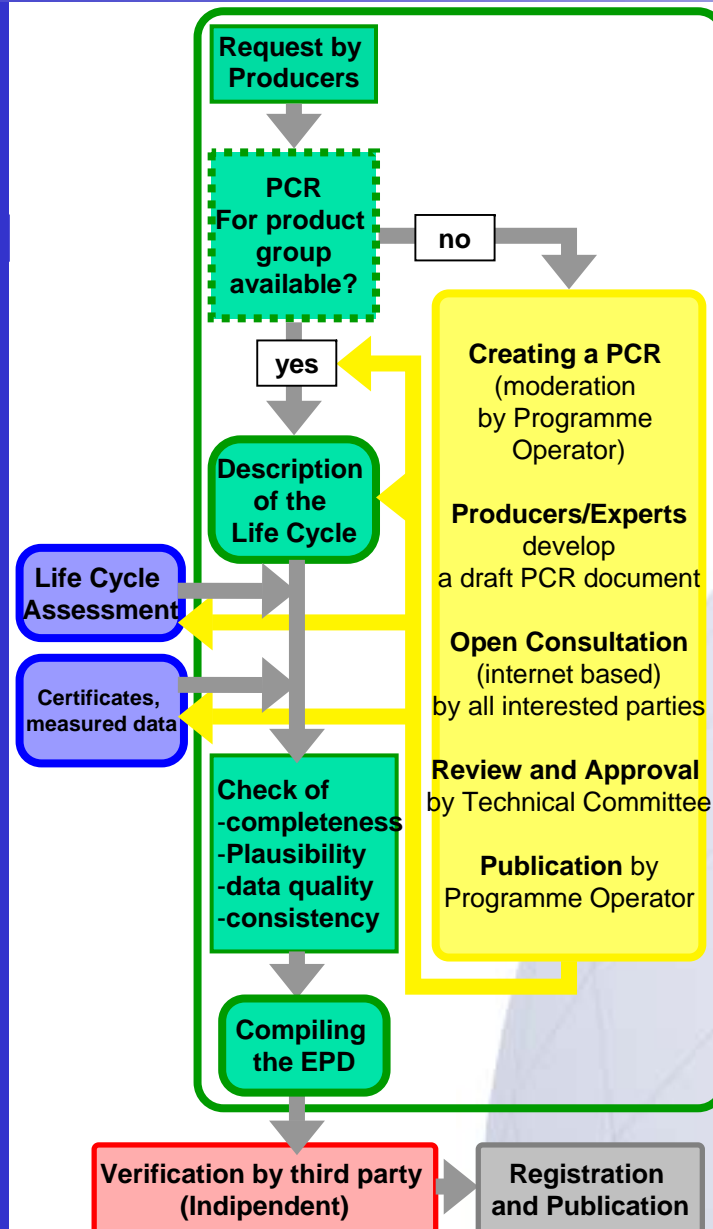 Request by
Producers
PCR
For product
group
available?
no
yes
Creating a PCR
(moderation
by Programme
Operator)
Producers/Experts
develop
a draft PCR document
Open Consultation
(internet based)
by all interested parties
Review and Approval
by Technical Committee
Publication by
Programme Operator
Description
of the
Life Cycle
Life Cycle
Assessment
Certificates,
measured data
Check of
-completeness
-Plausibility
-data quality
-consistency
Compiling
the EPD
Verification by third party
(Indipendent)
Registration
and Publication